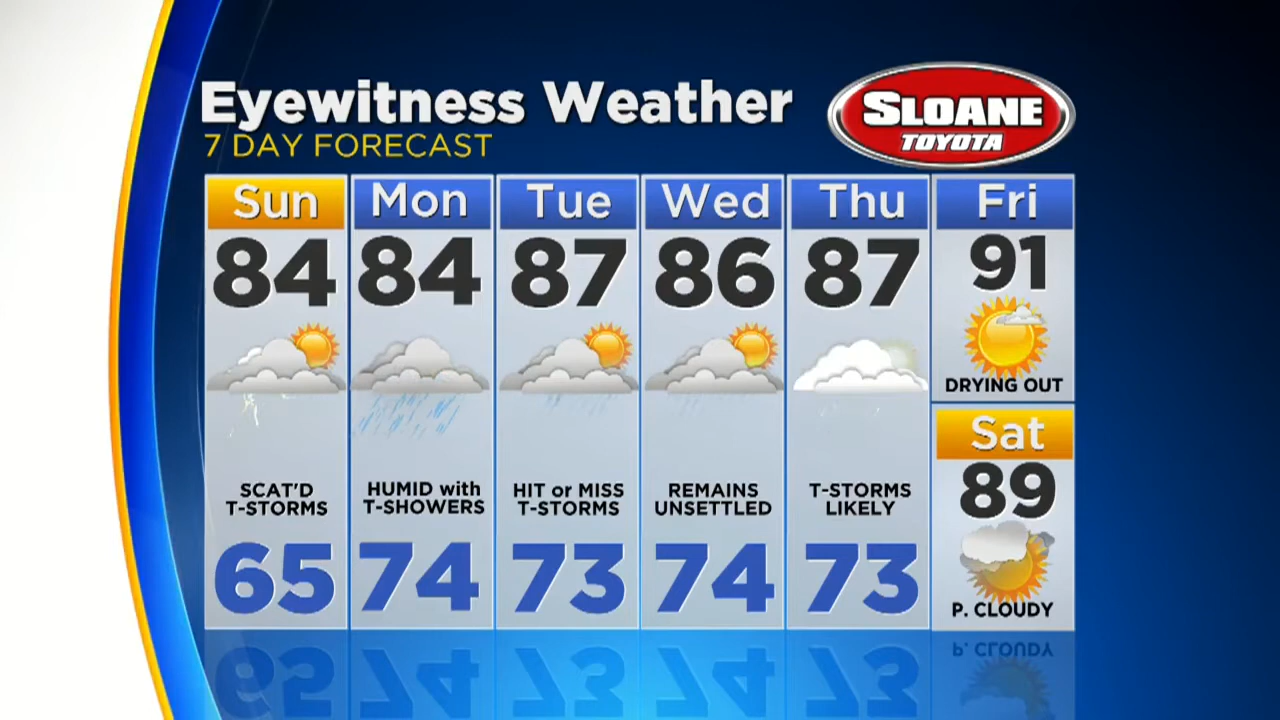 Eyewitness Weather
7 DAY FORECAST
SLOANE
TOYOTA
Sun
84
SCAT'D
T-STORMS
65
Mon
84
HUMID with
T-SHOWERS
74
Tue
87
HIT or MISS
T-STORMS
73
Wed
86
REMAINS
UNSETTLED
74
Thu
87
T-STORMS
LIKELY
73
Fri
91
DRYING OUT
Sat
89
P. CLOUDY